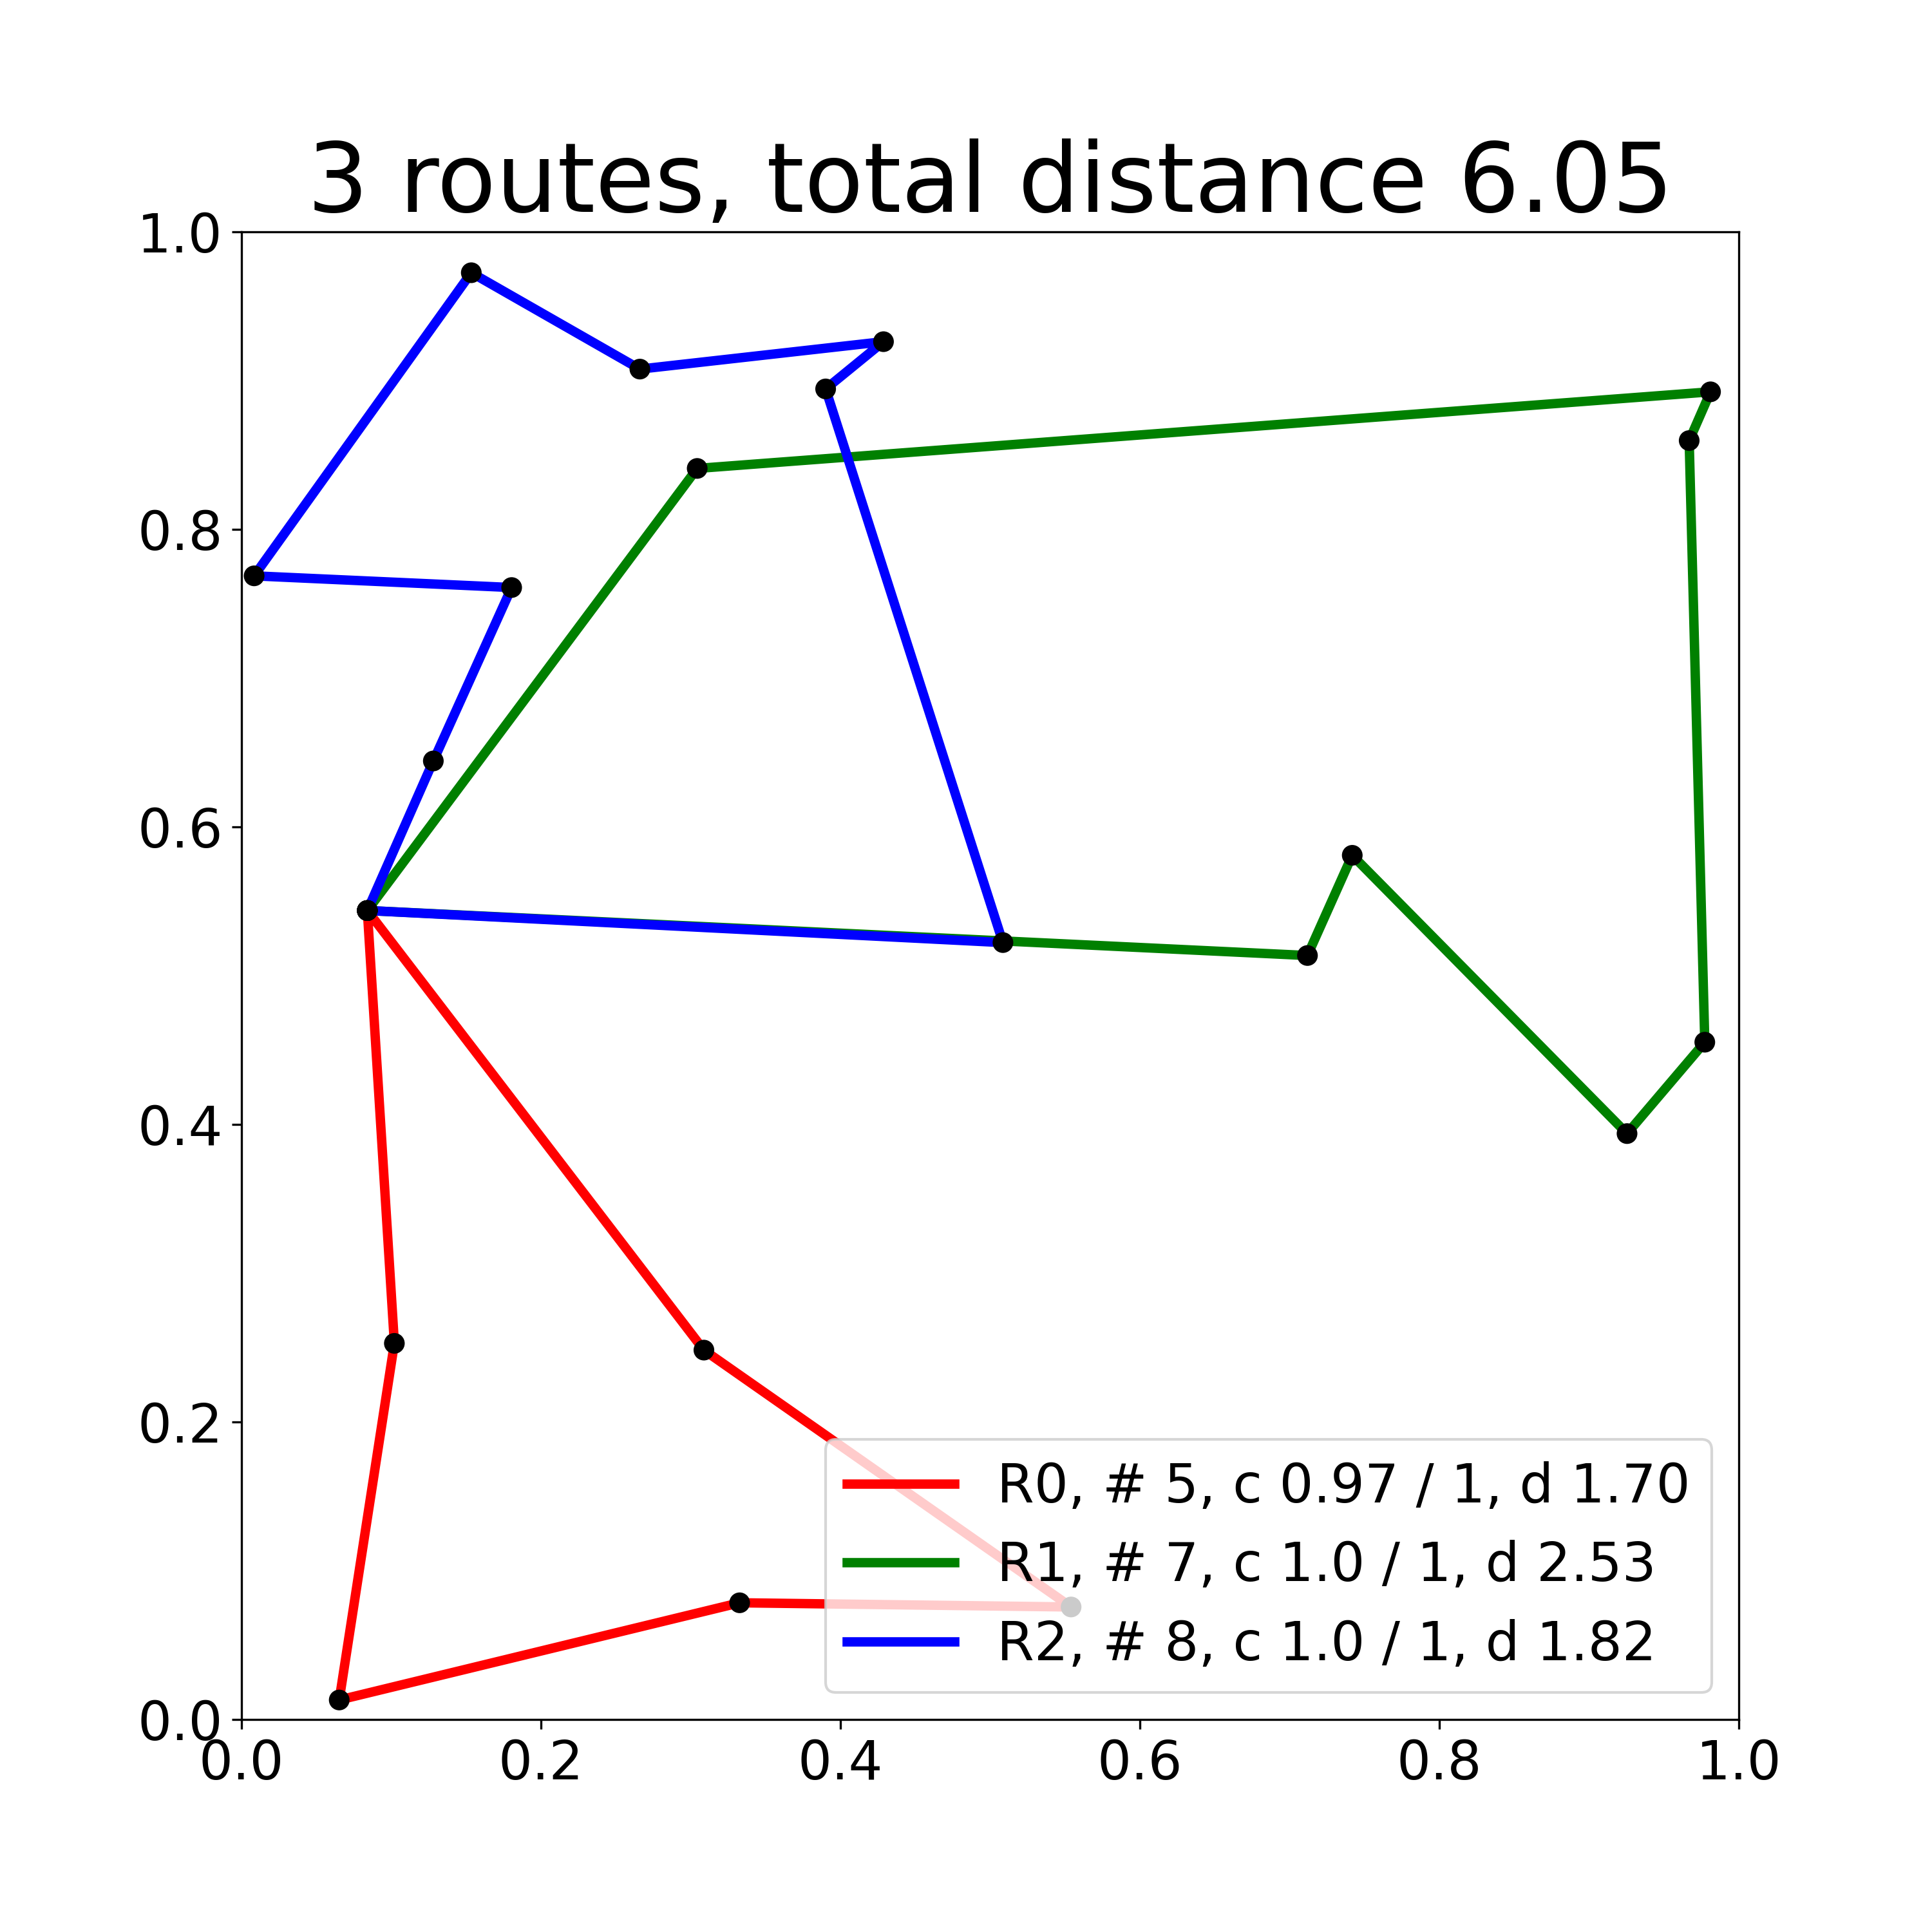 3 routes, total distance 6.05
1.0
0.8
0.6
0.4
0.2
0.0
R0, # 5, c 0.97 / 1, d 1.70
R1, # 7, c 1.0 / 1, d 2.53
R2, # 8, c 1.0 / 1, d 1.82
0.0 0.2 0.4 0.6 0.8 1.0